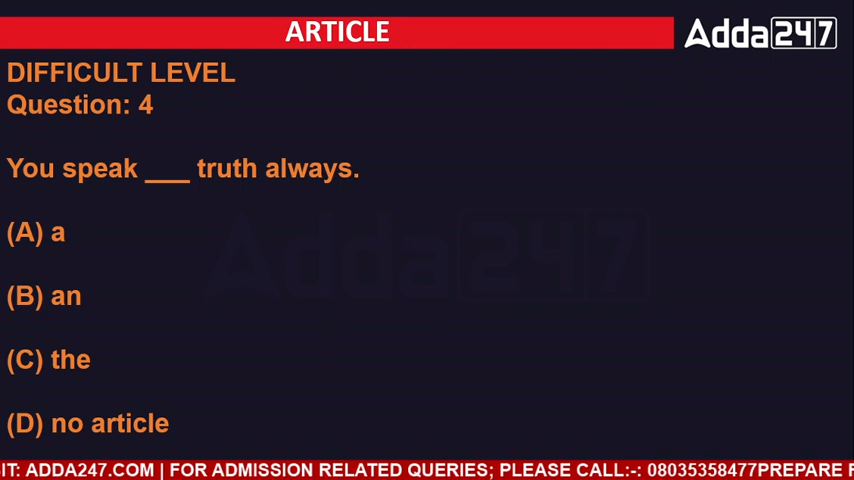 ARTICLE
Adda247
DIFFICULT LEVEL
Question: 4
You speak ___ truth always.
(A) a
(B) an
Adda247
(C) the
(D) no article
IT: ADDA247.COM | FOR ADMISSION RELATED QUERIES; PLEASE CALL:-: 08035358477PREPARE F